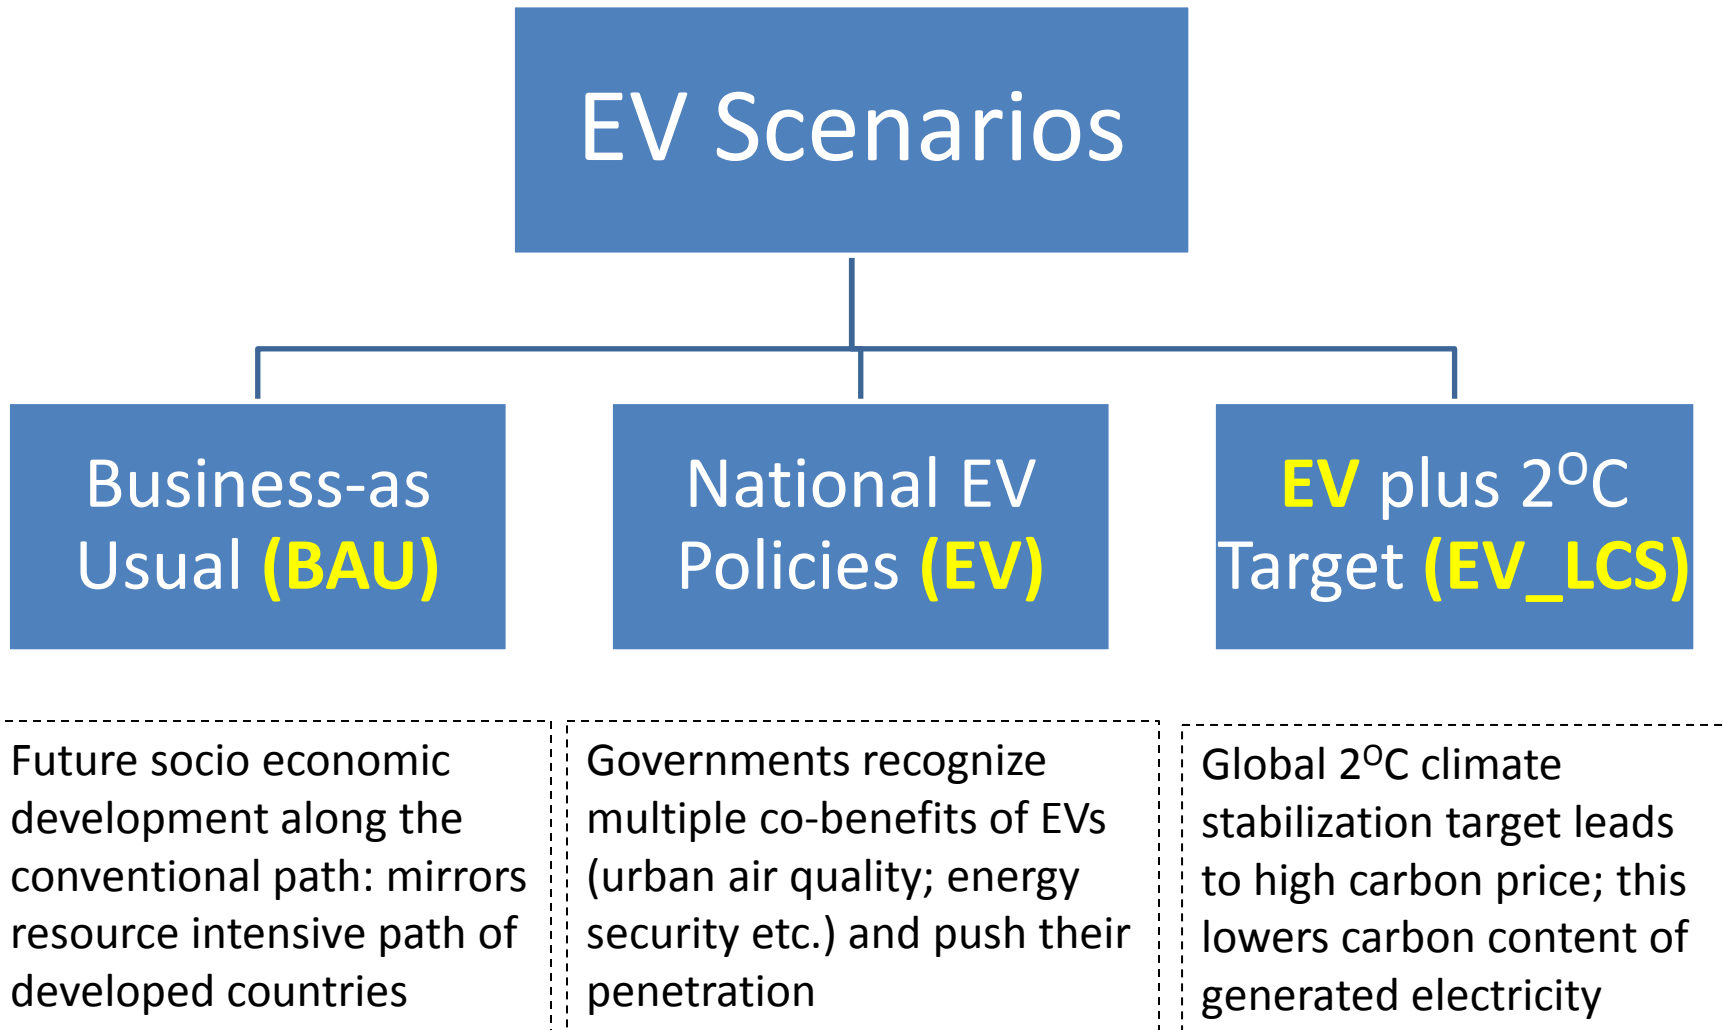 EV Scenarios
Business-as
Usual (BAU)
National EV
Policies (EV)
EV plus 2ᴼC
Target (EV_LCS)
Future socio economic
development along the
conventional path: mirrors
resource intensive path of
developed countries
Governments recognize
multiple co-benefits of EVs
(urban air quality; energy
security etc.) and push their
penetration
Global 2ᴼC climate
stabilization target leads
to high carbon price; this
lowers carbon content of
generated electricity